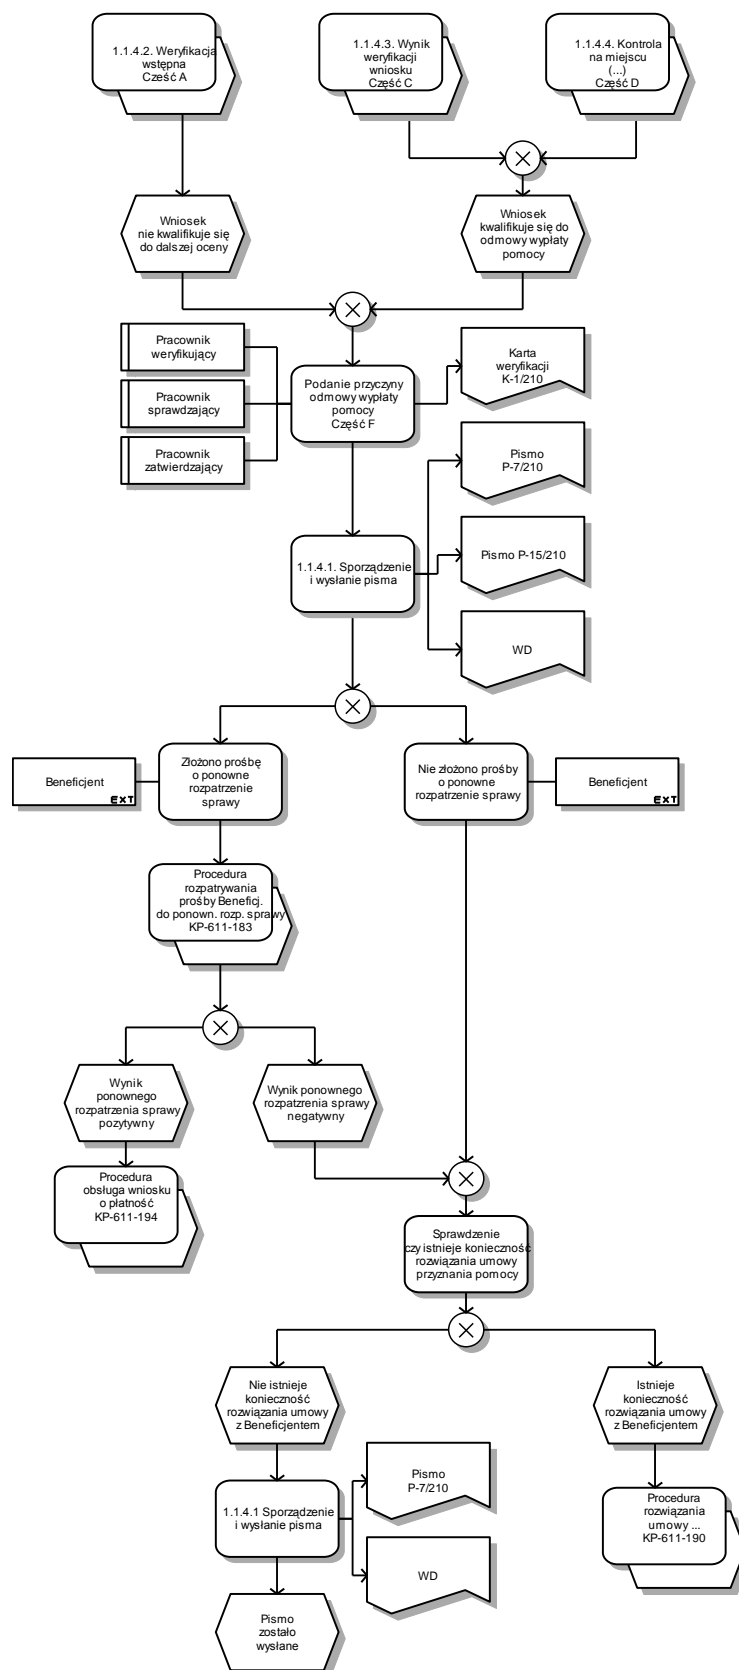 1.1.4.2. Weryfikacja
wstępna
Część A
1.1.4.3. Wynik
weryfikacji
wniosku
Część C
1.1.4.4. Kontrola
na miejscu
(...)
Część D
Wniosek
nie kwalifikuje się
do dalszej oceny
Wniosek
kwalifikuje się do
odmowy wypłaty
pomocy
Pracownik
weryfikujący
Pracownik
sprawdzający
Pracownik
zatwierdzający
Podanie przyczyny
odmowy wypłaty
pomocy
Część F
Karta
weryfikacji
K-1/210
Pismo
P-7/210
1.1.4.1. Sporządzenie
i wysłanie pisma
Pismo P-15/210
WD
Beneficjent
EXT
Złożono prośbę
o ponowne
rozpatrzenie
sprawy
Nie złożono prośby
o ponowne
rozpatrzenie sprawy
Beneficjent
EXT
Procedura
rozpatrywania
prośby Beneficj.
do ponown. rozp. sprawy
KP-611-183
Wynik
ponownego
rozpatrzenia sprawy
pozytywny
Wynik ponownego
rozpatzrenia sprawy
negatywny
Procedura
obsługa wniosku
o płatność
KP-611-194
Sprawdzenie
czy istnieje konieczność
rozwiązania umowy
przyznania pomocy
Nie istnieje
konieczność
rozwiązania umowy
z Beneficjentem
Istnieje
konieczność
rozwiązania umowy
z Beneficjentem
1.1.4.1 Sporządzenie
i wysłanie pisma
Pismo
P-7/210
WD
Procedura
rozwiązania
umowy ...
KP-611-190
Pismo
zostało
wysłane